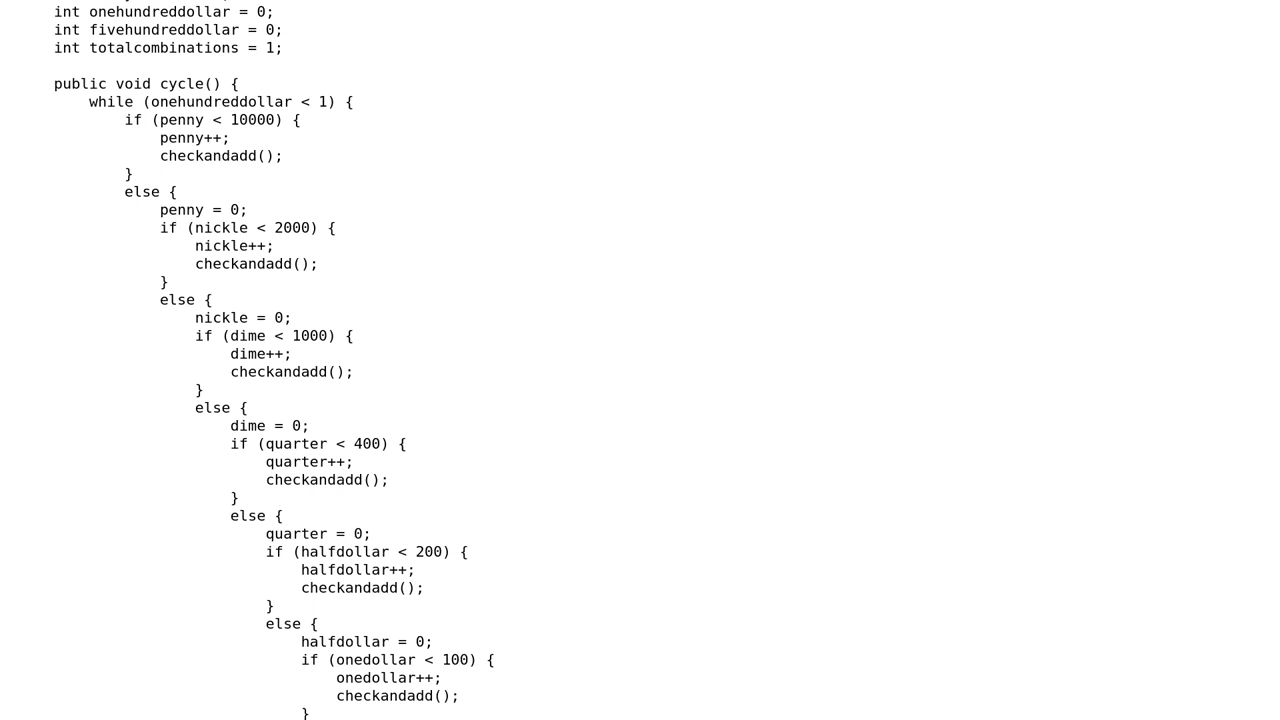 int onehundreddollar = 0;
int fivehundreddollar = 0;
int totalcombinations = 1;
public void cycle() {
while (onehundreddollar < 1) {
if (penny < 10000) {
penny++;
checkandadd();
}
else {
penny = 0;
if (nickle < 2000) {
nickle++;
checkandadd();
}
else {
nickle = 0;
if (dime < 1000) {
dime++;
checkandadd();
}
else {
dime = 0;
if (quarter < 400) {
quarter++;
checkandadd();
}
else {
quarter = 0;
if (halfdollar < 200) {
halfdollar++;
checkandadd();
}
else {
halfdollar = 0;
if (onedollar < 100) {
onedollar++;
checkandadd();
}